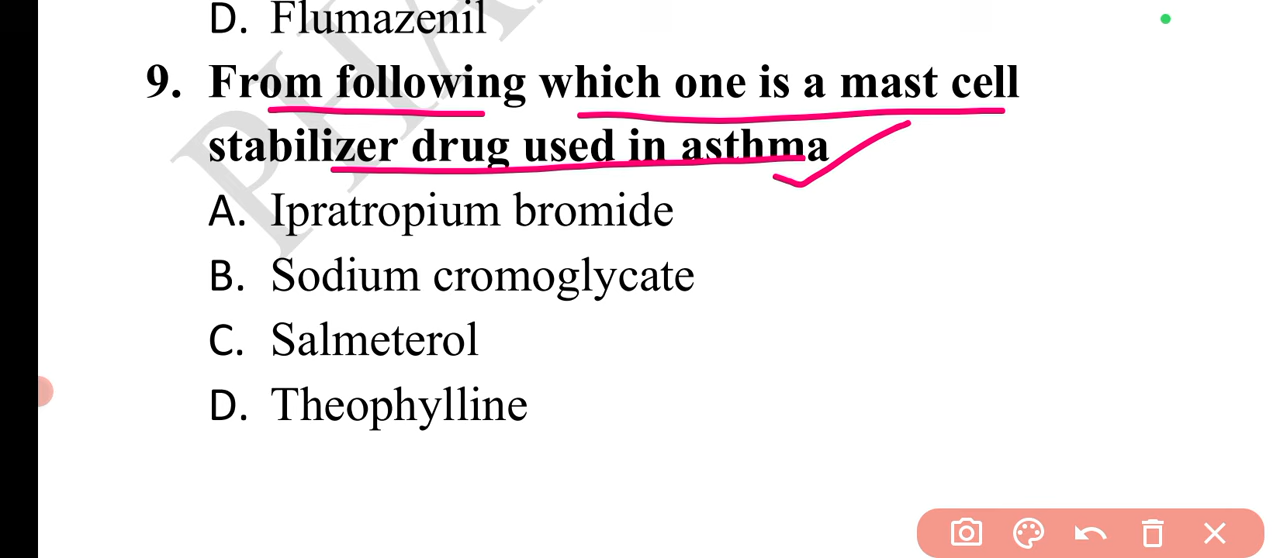 D. Flumazenil
9. From following which one is a mast cell
stabilizer drug used in asthma
A. Ipratropium bromide
B. Sodium cromoglycate
C. Salmeterol
D. Theophylline